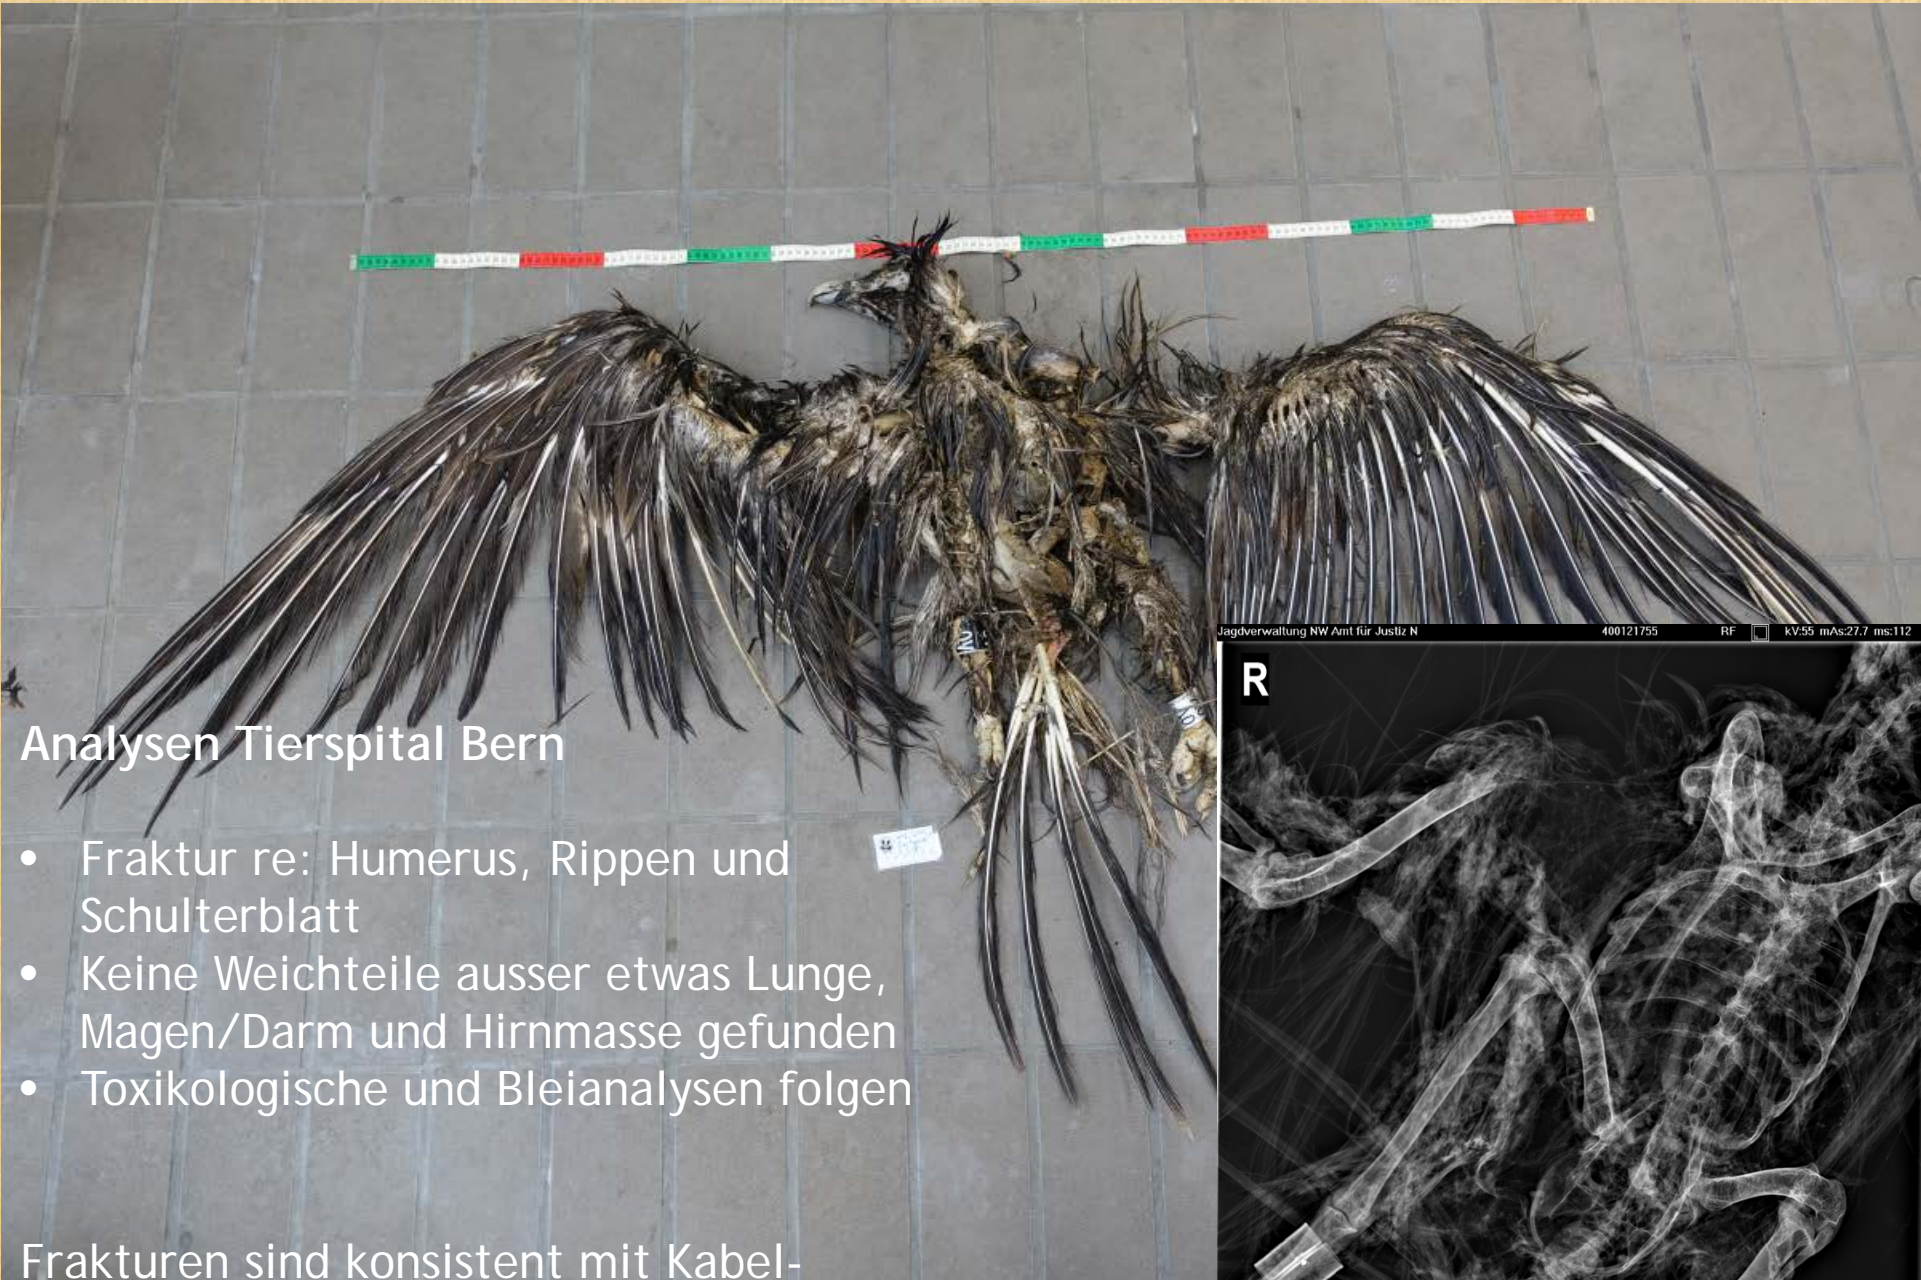 Jagdverwaltung NW Amt für Justiz N 400121755 RF kV:55 mAs:27.7 ms:112
R
Analysen Tierspital Bern
• Fraktur re: Humerus, Rippen und
Schulterblatt
• Keine Weichteile ausser etwas Lunge,
Magen/Darm und Hirnmasse gefunden
• Toxikologische und Bleianalysen folgen
Frakturen sind konsistent mit Kabel-